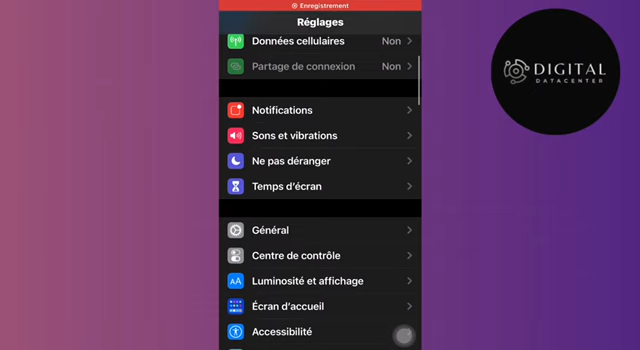 Enregistrement
Réglages
Données cellulaires Non
Partage de connexion Non
Notifications
Sons et vibrations
Ne pas déranger
Temps d'écran
Général
Centre de contrôle
AA Luminosité et affichage
Écran d'accueil
Accessibilité
DIGITAL
DATACENTER